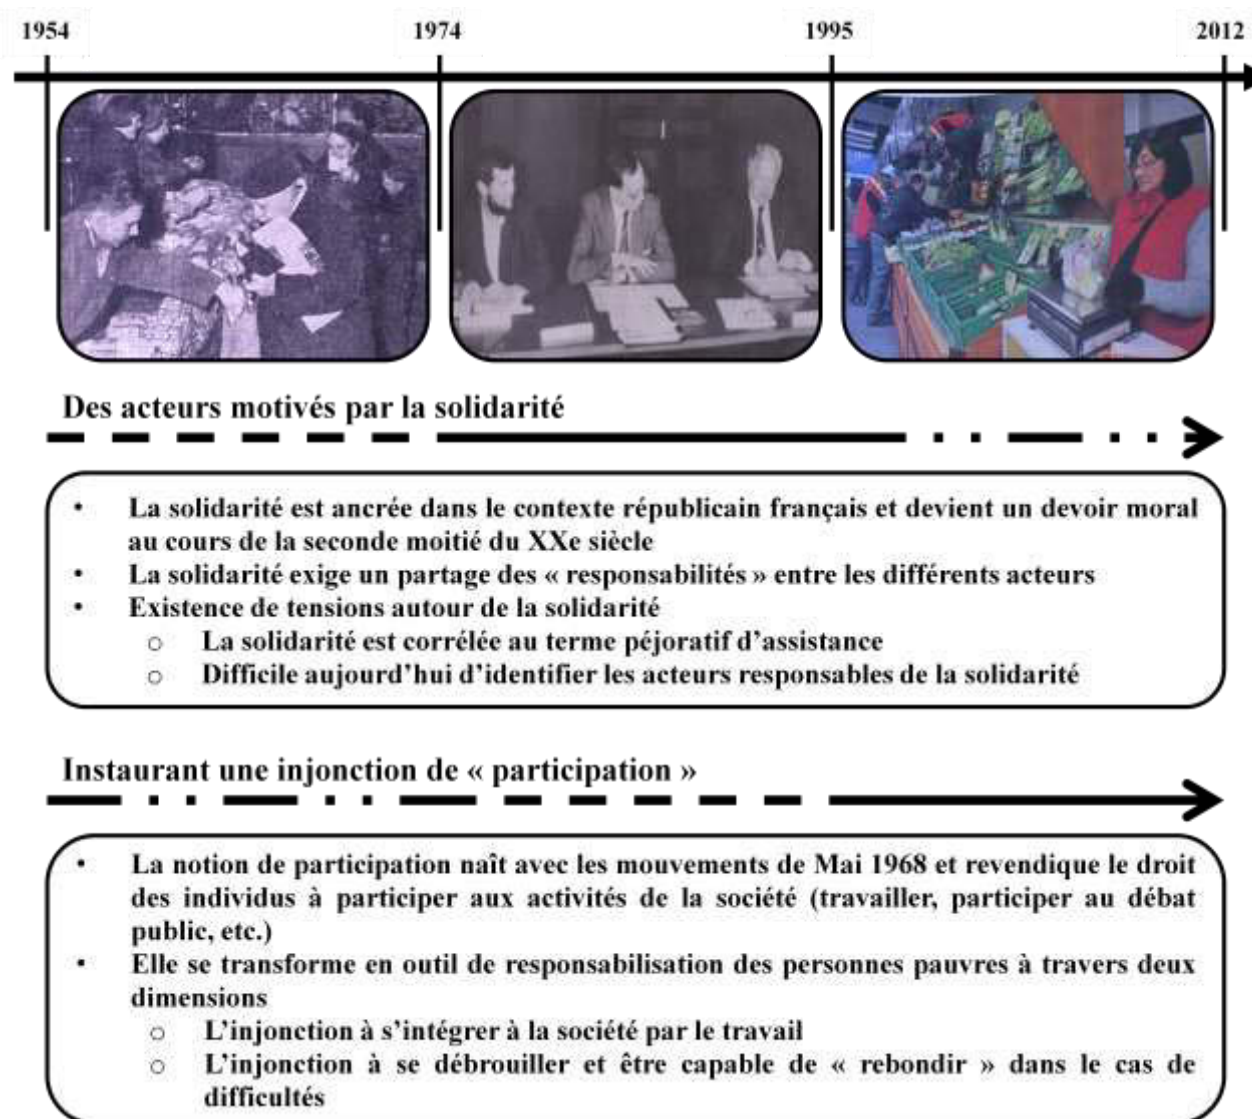 1954 1974 1995 2012
Des acteurs motivés par la solidarité
• La solidarité est ancrée dans le contexte républicain français et devient un devoir moral
au cours de la seconde moitié du XXe siècle
• La solidarité exige un partage des « responsabilités » entre les différents acteurs
• Existence de tensions autour de la solidarité
o La solidarité est corrélée au terme péjoratif d’assistance
o Difficile aujourd’hui d’identifier les acteurs responsables de la solidarité
Instaurant une injonction de « participation »
• La notion de participation naît avec les mouvements de Mai 1968 et revendique le droit
des individus à participer aux activités de la société (travailler, participer au débat
public, etc.)
• Elle se transforme en outil de responsabilisation des personnes pauvres à travers deux
dimensions
o L’injonction à s’intégrer à la société par le travail
o L’injonction à se débrouiller et être capable de « rebondir » dans le cas de
difficultés